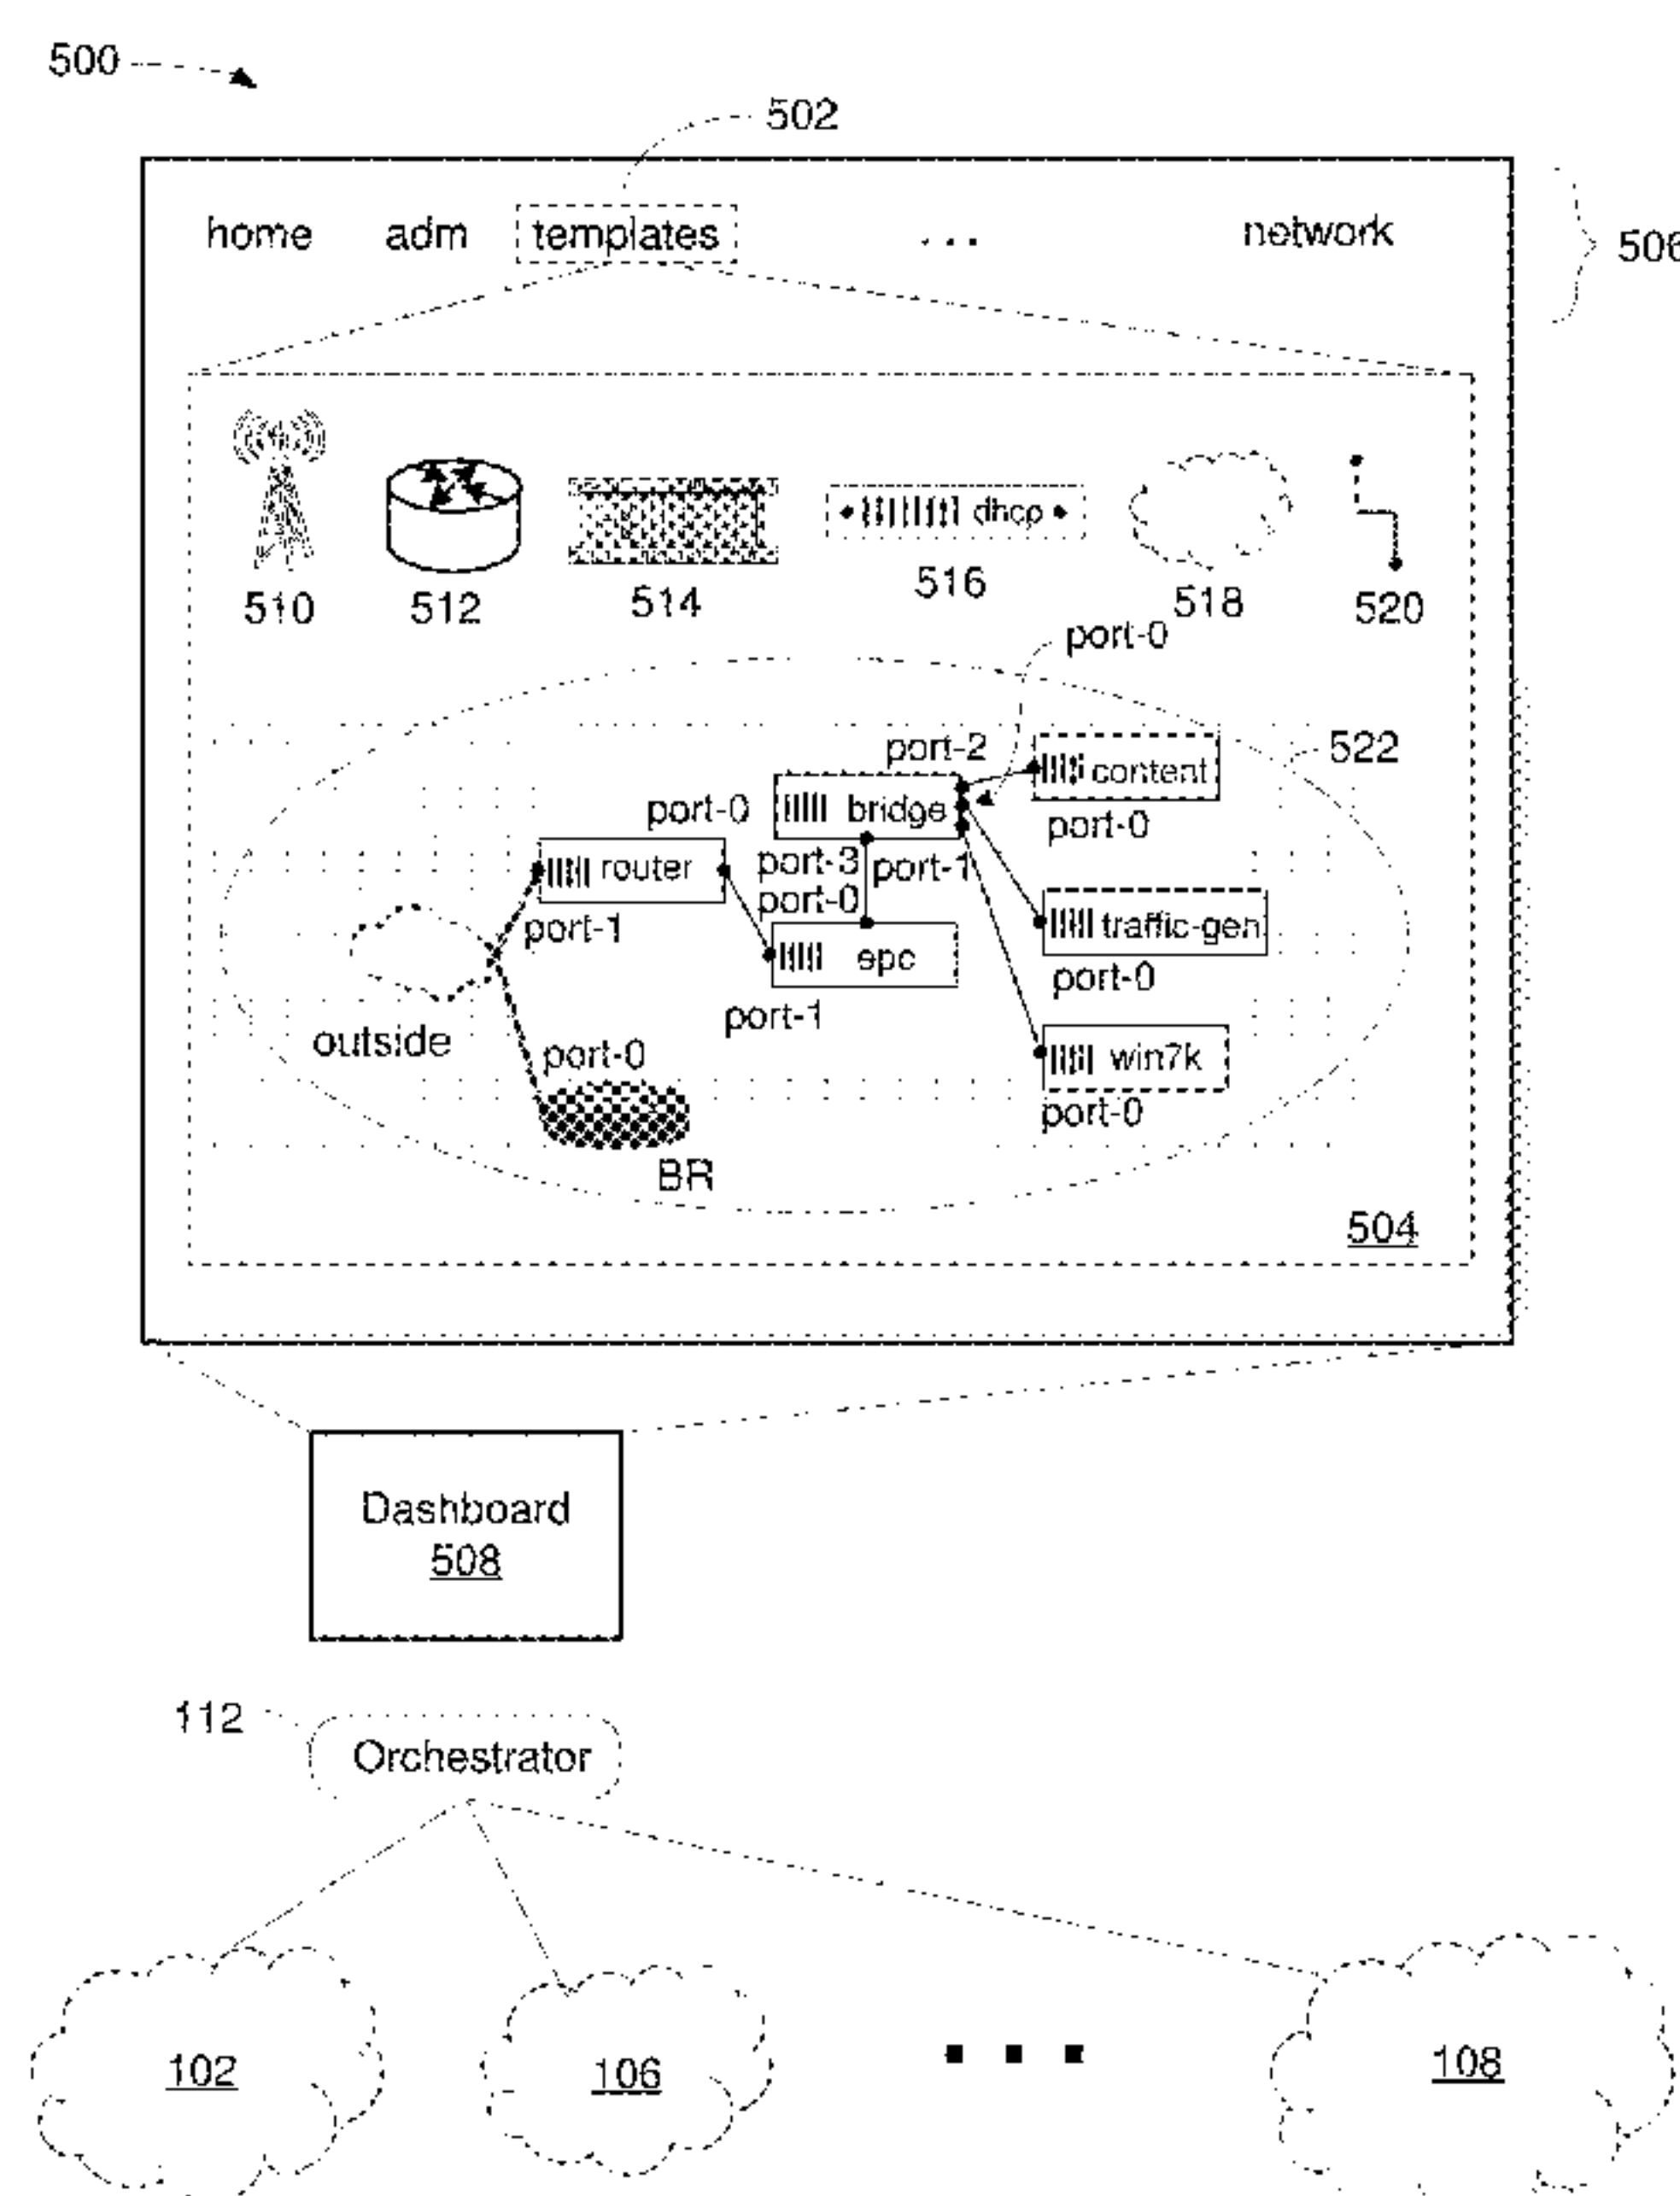 500
502
home adm templates ... network
506
dhcp
510 512 514 516 518 520
port-0
port-2 content 522
port-0 bridge port-0
router port-3 port-1
port-0 traffic-gen
port-1 epc port-0
port-1
outside port-0 win7k
port-0
BR
504
Dashboard
508
112
Orchestrator
102 106 108